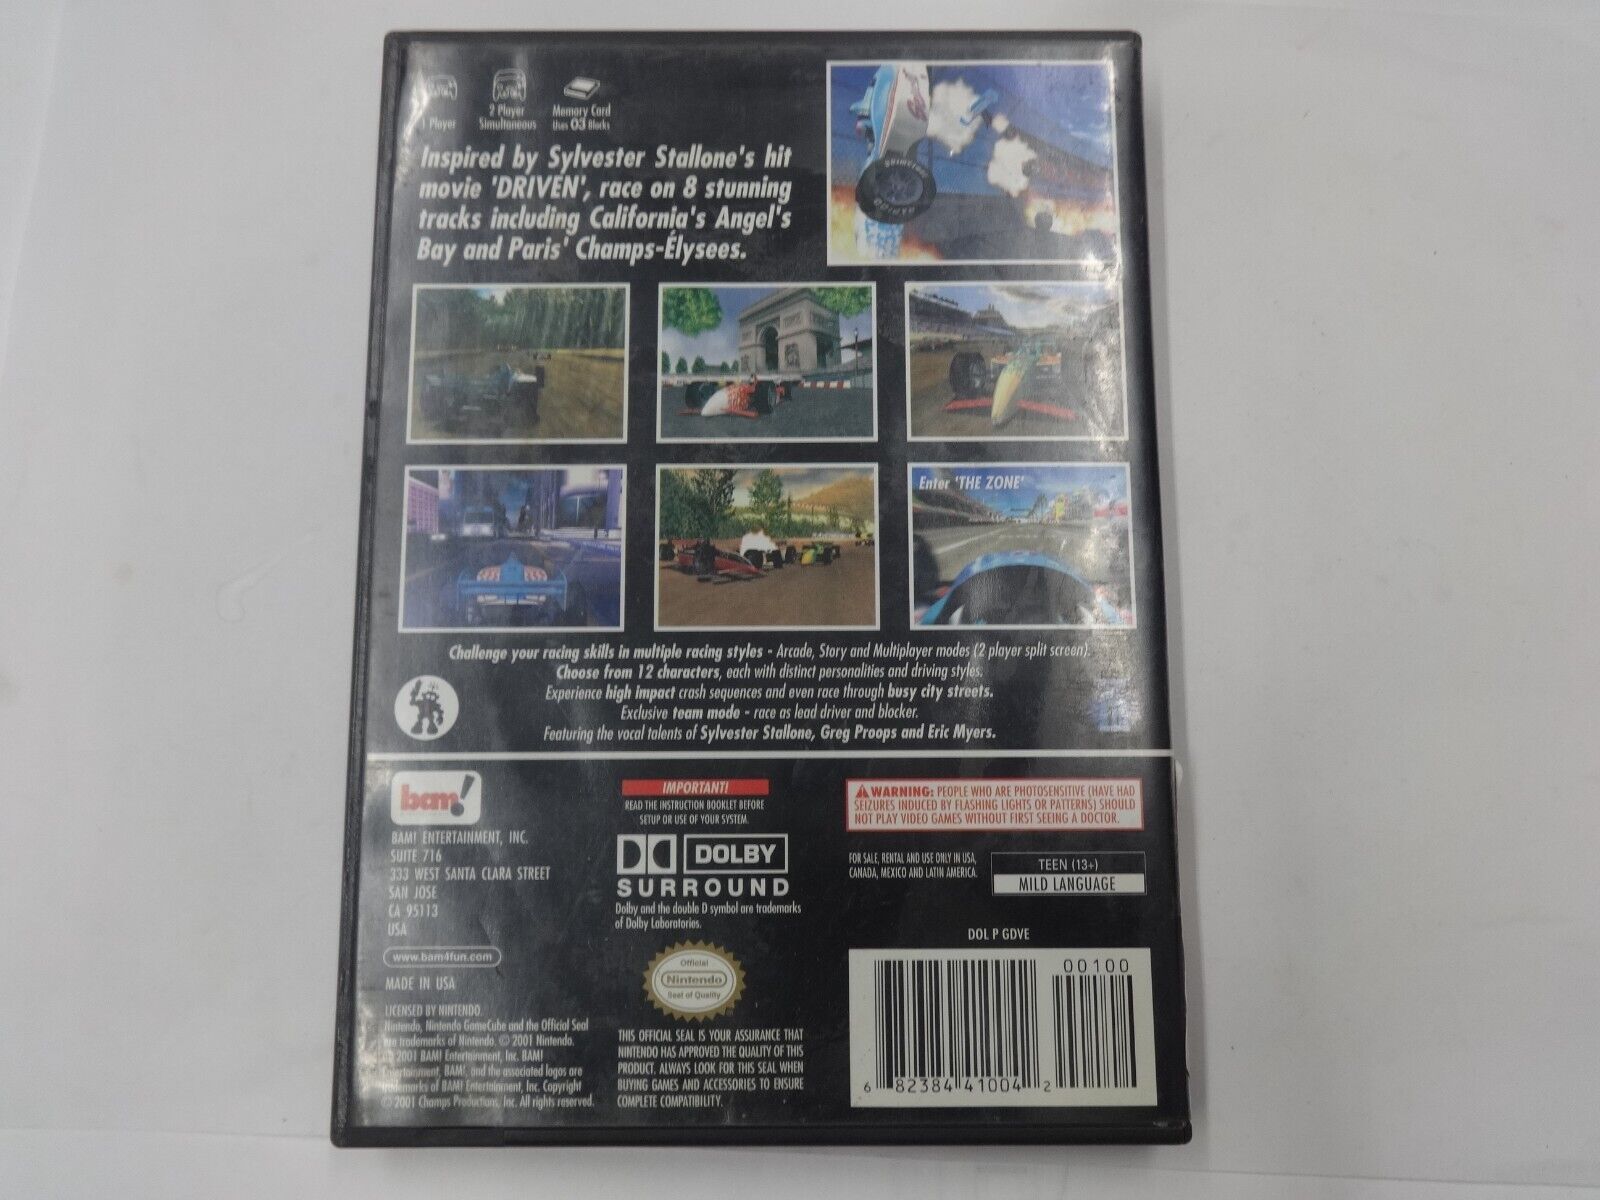 1 Player
2 Player
Simultaneous
Memory Card
Uses 03 Blocks
Inspired by Sylvester Stallone's hit
movie 'DRIVEN', race on 8 stunning
tracks including California's Angel's
Bay and Paris' Champs-Élysees.
Enter 'THE ZONE'
Challenge your racing skills in multiple racing styles - Arcade, Story and Multiplayer modes (2 player split screen).
Choose from 12 characters, each with distinct personalities and driving styles.
Experience high impact crash sequences and even race through busy city streets.
Exclusive team mode - race as lead driver and blocker.
Featuring the vocal talents of Sylvester Stallone, Greg Proops and Eric Myers.
bam!
BAM! ENTERTAINMENT, INC.
SUITE 716
333 WEST SANTA CLARA STREET
SAN JOSE
CA 95113
USA
www.bam4fun.com
MADE IN USA
LICENSED BY NINTENDO.
Nintendo, Nintendo GameCube and the Official Seal
are trademarks of Nintendo. © 2001 Nintendo.
© 2001 BAM! Entertainment, Inc. BAM!
Entertainment, BAM!, and the associated logos are
trademarks of BAM! Entertainment, Inc. Copyright
© 2001 Champs Productions, Inc. All rights reserved.
IMPORTANT!
READ THE INSTRUCTION BOOKLET BEFORE
SETUP OR USE OF YOUR SYSTEM.
DOLBY
SURROUND
Dolby and the double D symbol are trademarks
of Dolby Laboratories.
Official
Nintendo
Seal of Quality
THIS OFFICIAL SEAL IS YOUR ASSURANCE THAT
NINTENDO HAS APPROVED THE QUALITY OF THIS
PRODUCT. ALWAYS LOOK FOR THIS SEAL WHEN
BUYING GAMES AND ACCESSORIES TO ENSURE
COMPLETE COMPATIBILITY.
WARNING: PEOPLE WHO ARE PHOTOSENSITIVE (HAVE HAD
SEIZURES INDUCED BY FLASHING LIGHTS OR PATTERNS) SHOULD
NOT PLAY VIDEO GAMES WITHOUT FIRST SEEING A DOCTOR.
FOR SALE, RENTAL AND USE ONLY IN USA,
CANADA, MEXICO AND LATIN AMERICA.
TEEN (13+)
MILD LANGUAGE
DOL P GDVE
00100
6 82384 41004 2